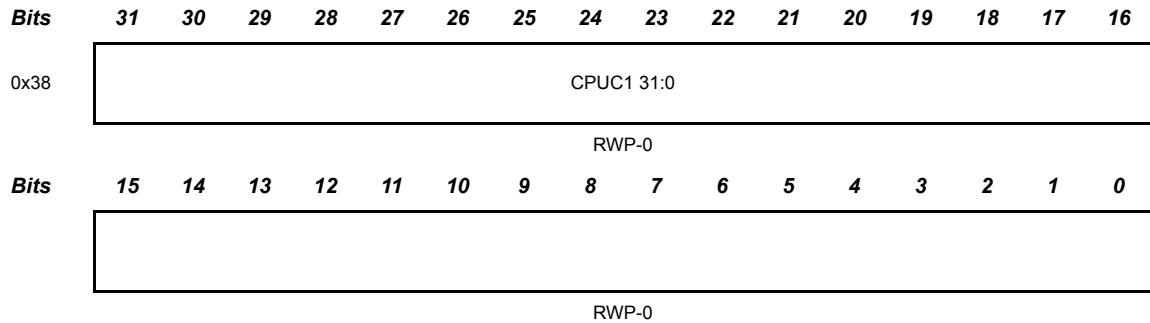 Bits 31 30 29 28 27 26 25 24 23 22 21 20 19 18 17 16
0x38 CPUC1 31:0
RWP-0
Bits 15 14 13 12 11 10 9 8 7 6 5 4 3 2 1 0
RWP-0